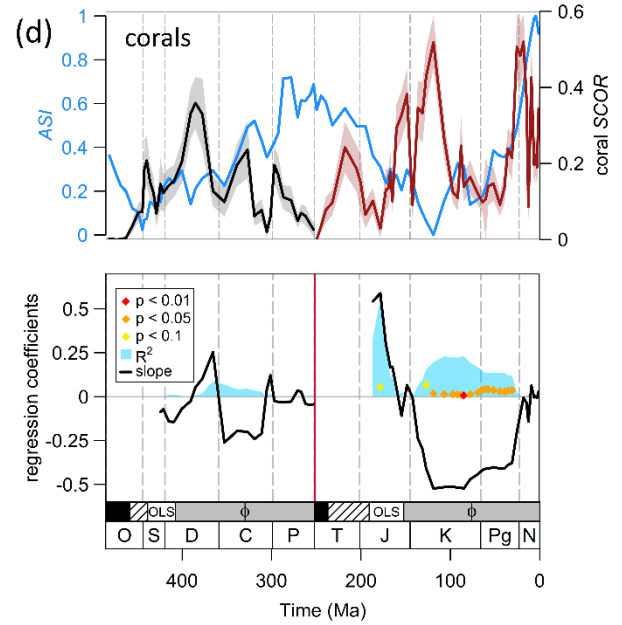 (d)
corals
ASI
1
0.8
0.6
0.4
0.2
0
0.6
0.4
0.2
0
coral SCOR
regression coefficients
0.5
0.25
0
-0.25
-0.5
p < 0.01
p < 0.05
p < 0.1
R²
slope
OLS ϕ OLS ϕ
O S D C P T J K Pg N
400 300 200 100 0
Time (Ma)